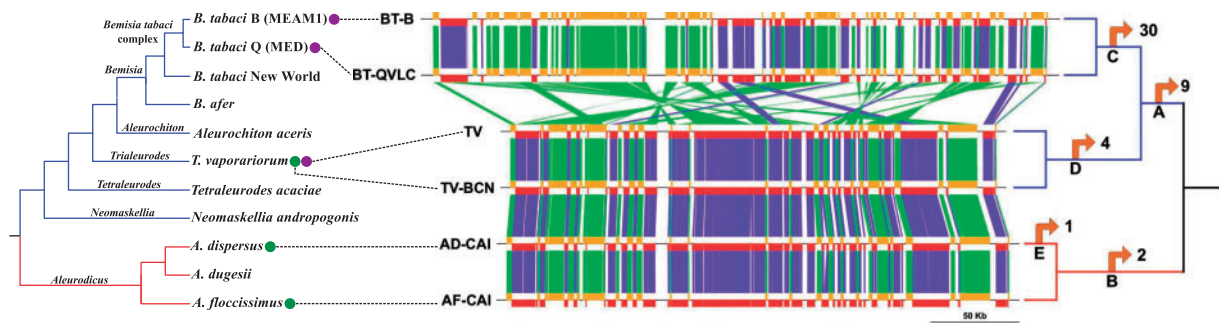 B. tabaci B (MEAM1)
Bemisia tabaci
complex
B. tabaci Q (MED)
Bemisia
B. tabaci New World
B. afer
Aleurochiton
Aleurochiton aceris
Trialeurodes
T. vaporariorum
Tetraleurodes
Tetraleurodes acaciae
Neomaskellia
Neomaskellia andropogonis
A. dispersus
Aleurodicus
A. dugesii
A. floccissimus
BT-B
BT-QVLC
TV
TV-BCN
AD-CAI
AF-CAI
50 Kb
30
C
9
A
4
D
1
E
2
B